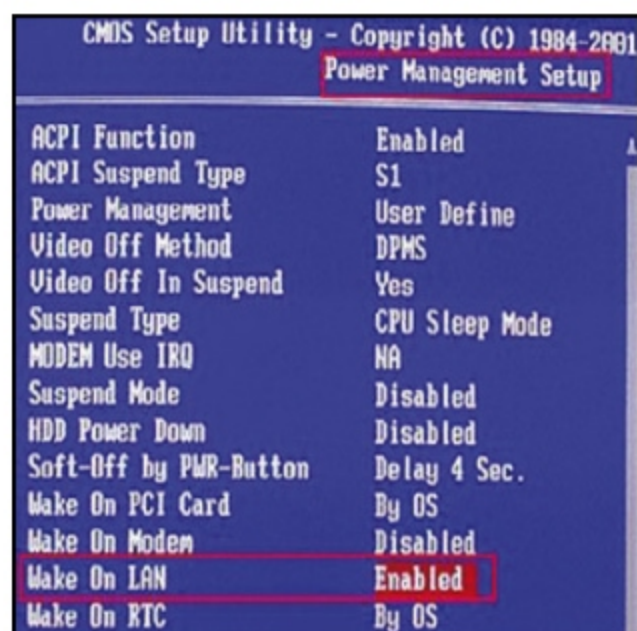 CMOS Setup Utility - Copyright (C) 1984-2001
Power Management Setup
ACPI Function Enabled
ACPI Suspend Type S1
Power Management User Define
Video Off Method DPMS
Video Off In Suspend Yes
Suspend Type CPU Sleep Mode
MODEM Use IRQ NA
Suspend Mode Disabled
HDD Power Down Disabled
Soft-Off by PWR-Button Delay 4 Sec.
Wake On PCI Card By OS
Wake On Modem Disabled
Wake On LAN Enabled
Wake On RTC By OS